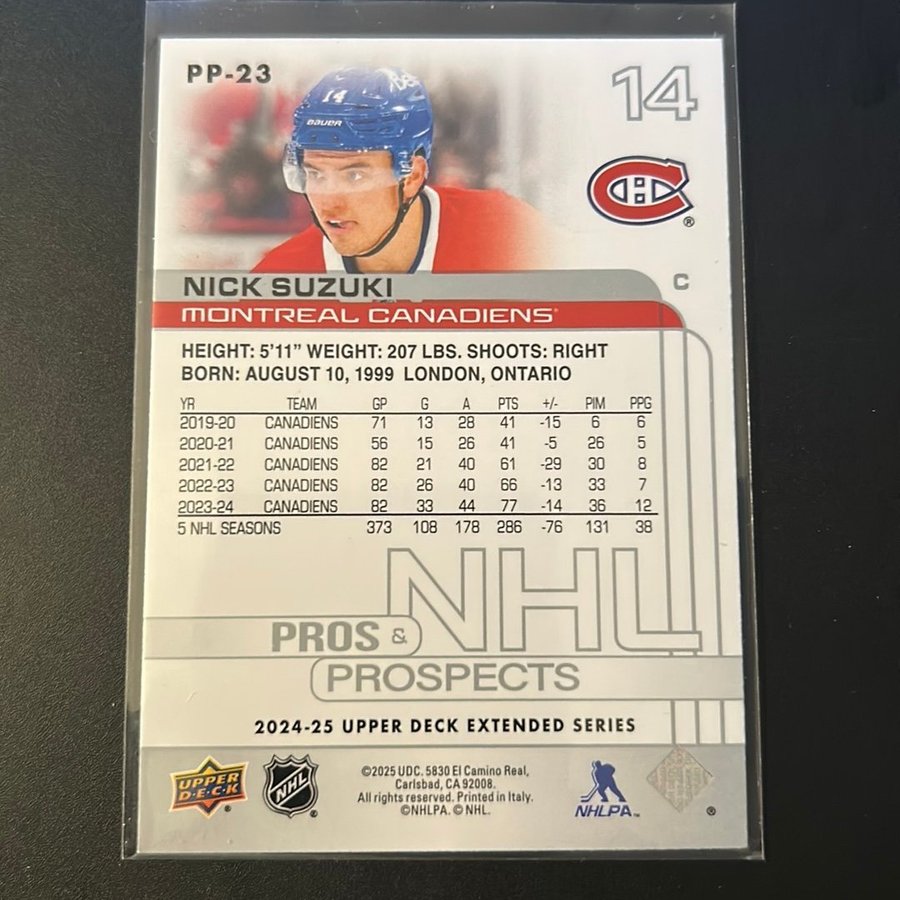 PP-23
14
14
BAUER
NICK SUZUKI
C
MONTREAL CANADIENS
HEIGHT: 5'11" WEIGHT: 207 LBS. SHOOTS: RIGHT
BORN: AUGUST 10, 1999 LONDON, ONTARIO
YR TEAM GP G A PTS +/- PIM PPG
2019-20 CANADIENS 71 13 28 41 -15 6 6
2020-21 CANADIENS 56 15 26 41 -5 26 5
2021-22 CANADIENS 82 21 40 61 -29 30 8
2022-23 CANADIENS 82 26 40 66 -13 33 7
2023-24 CANADIENS 82 33 44 77 -14 36 12
5 NHL SEASONS 373 108 178 286 -76 131 38
NHL
PROS &
PROSPECTS
2024-25 UPPER DECK EXTENDED SERIES
UPPER DECK ®
NHL ®
©2025 UDC. 5830 El Camino Real,
Carlsbad, CA 92008.
All rights reserved. Printed in Italy.
©NHLPA. © NHL.
NHLPA™
®